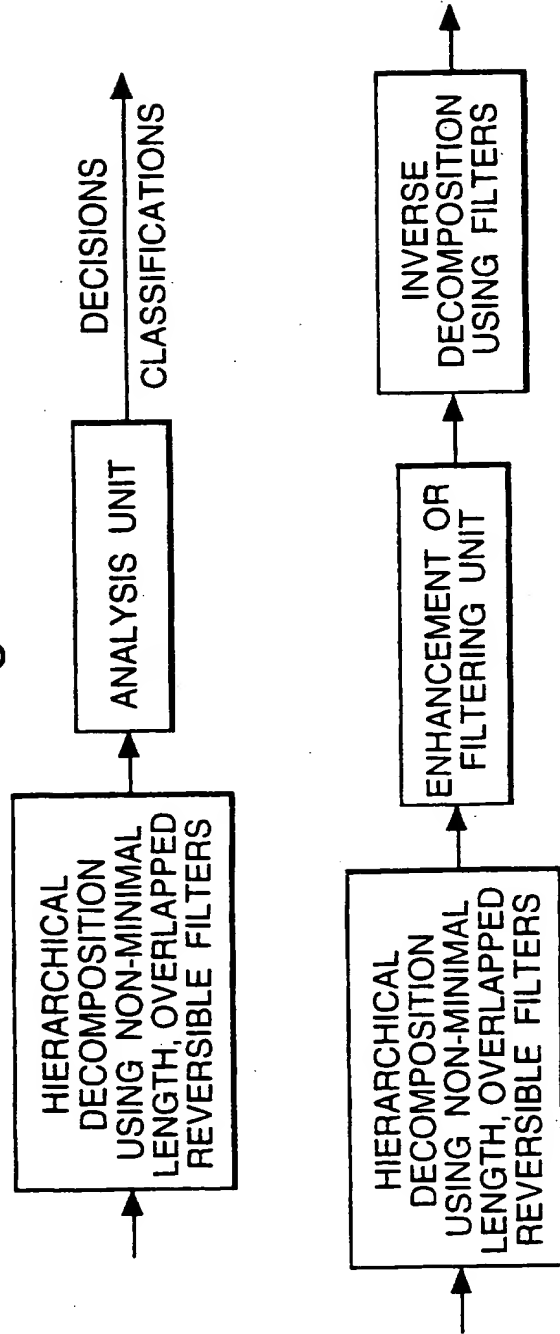 HIERARCHICAL
DECOMPOSITION
USING NON-MINIMAL
LENGTH, OVERLAPPED
REVERSIBLE FILTERS
ANALYSIS UNIT
DECISIONS
CLASSIFICATIONS
HIERARCHICAL
DECOMPOSITION
USING NON-MINIMAL
LENGTH, OVERLAPPED
REVERSIBLE FILTERS
ENHANCEMENT OR
FILTERING UNIT
INVERSE
DECOMPOSITION
USING FILTERS